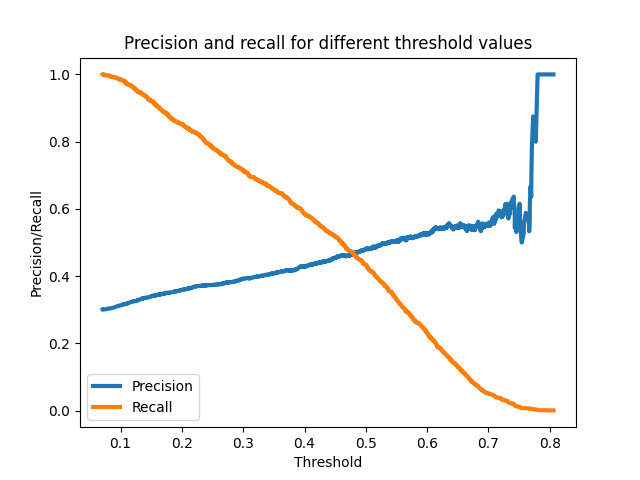 Precision and recall for different threshold values
1.0
0.8
0.6
0.4
0.2
0.0
Precision/Recall
Precision
Recall
0.1 0.2 0.3 0.4 0.5 0.6 0.7 0.8
Threshold